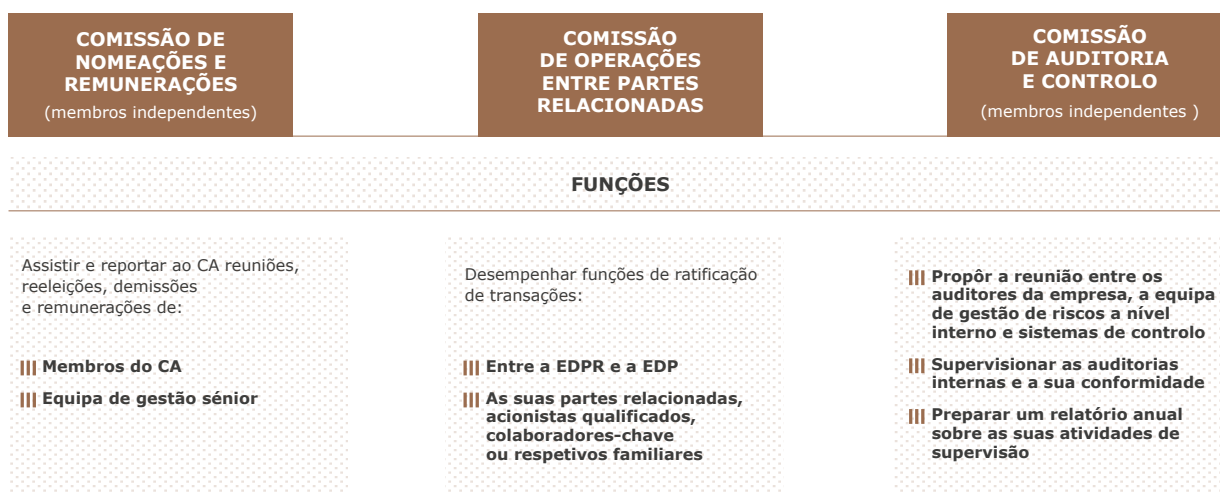 COMISSÃO DE
NOMEAÇÕES E
REMUNERAÇÕES
(membros independentes)
COMISSÃO
DE OPERAÇÕES
ENTRE PARTES
RELACIONADAS
COMISSÃO
DE AUDITORIA
E CONTROLO
(membros independentes )
FUNÇÕES
Assistir e reportar ao CA reuniões,
reeleições, demissões
e remunerações de:
Membros do CA
Equipa de gestão sénior
Desempenhar funções de ratificação
de transações:
Entre a EDPR e a EDP
As suas partes relacionadas,
acionistas qualificados,
colaboradores-chave
ou respetivos familiares
Propôr a reunião entre os
auditores da empresa, a equipa
de gestão de riscos a nível
interno e sistemas de controlo
Supervisionar as auditorias
internas e a sua conformidade
Preparar um relatório anual
sobre as suas atividades de
supervisão